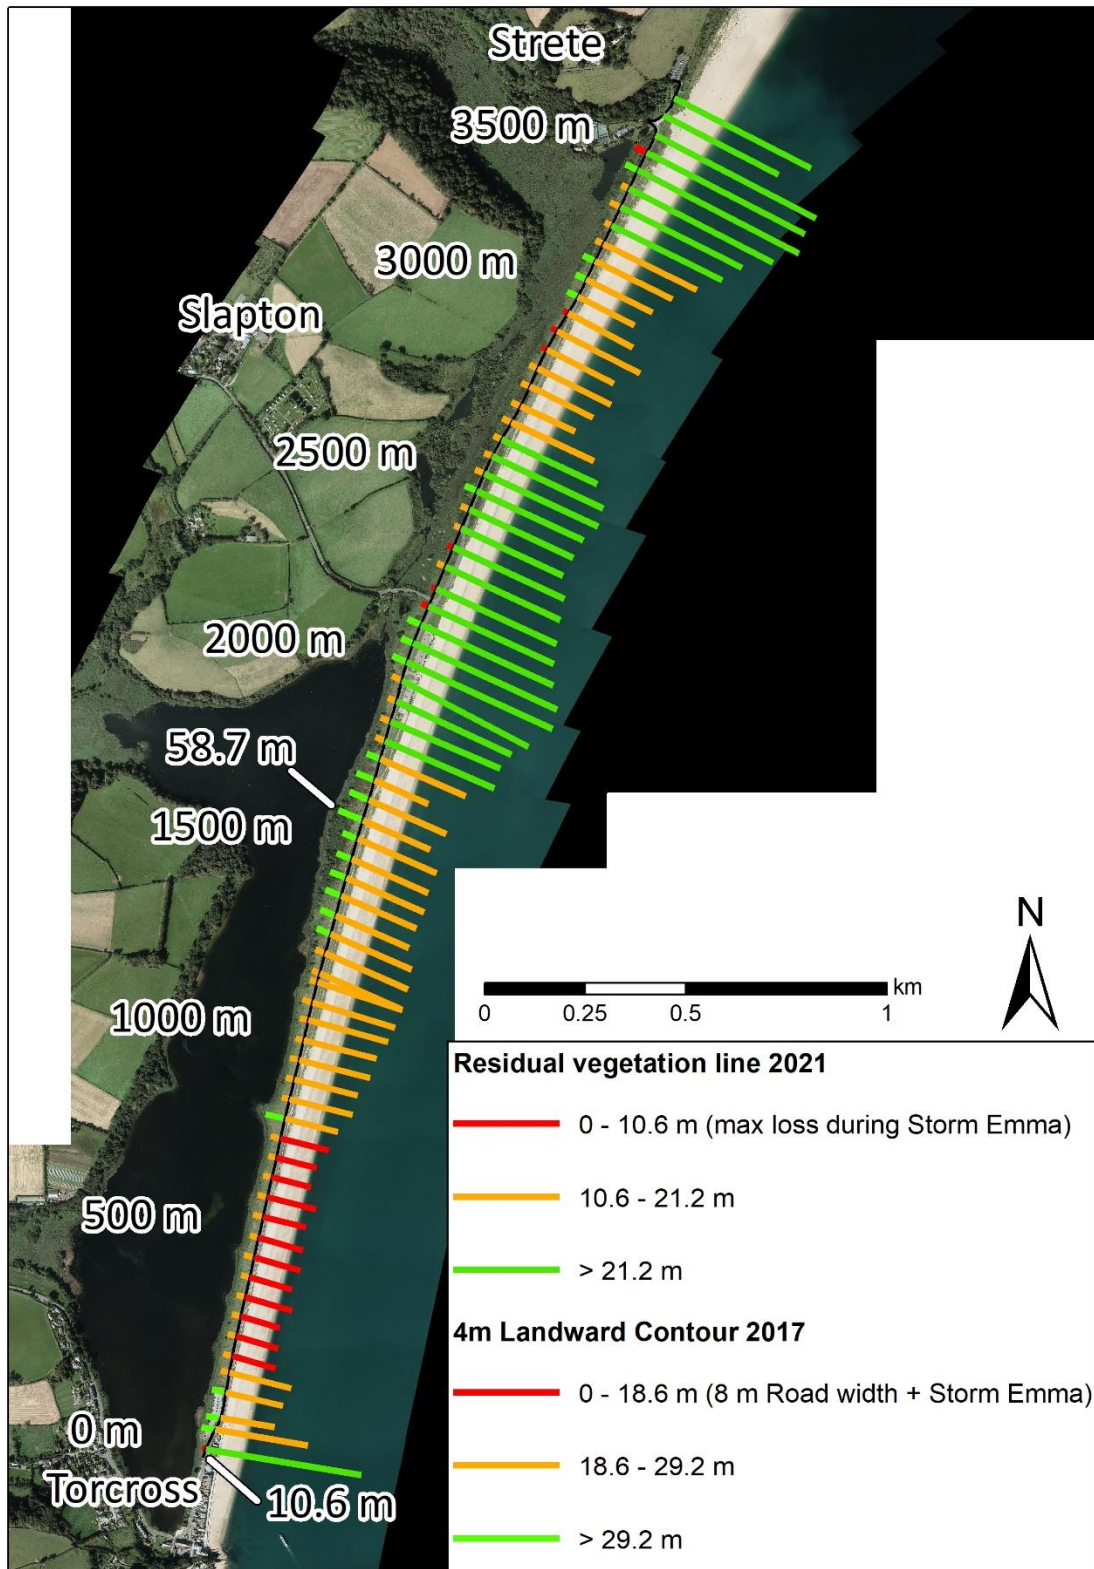 Strete
3500 m
3000 m
Slapton
2500 m
2000 m
58.7 m
1500 m
N
km
0 0.25 0.5 1
1000 m
Residual vegetation line 2021
0 - 10.6 m (max loss during Storm Emma)
10.6 - 21.2 m
500 m
> 21.2 m
4m Landward Contour 2017
0 - 18.6 m (8 m Road width + Storm Emma)
0 m
18.6 - 29.2 m
Torcross
10.6 m
> 29.2 m